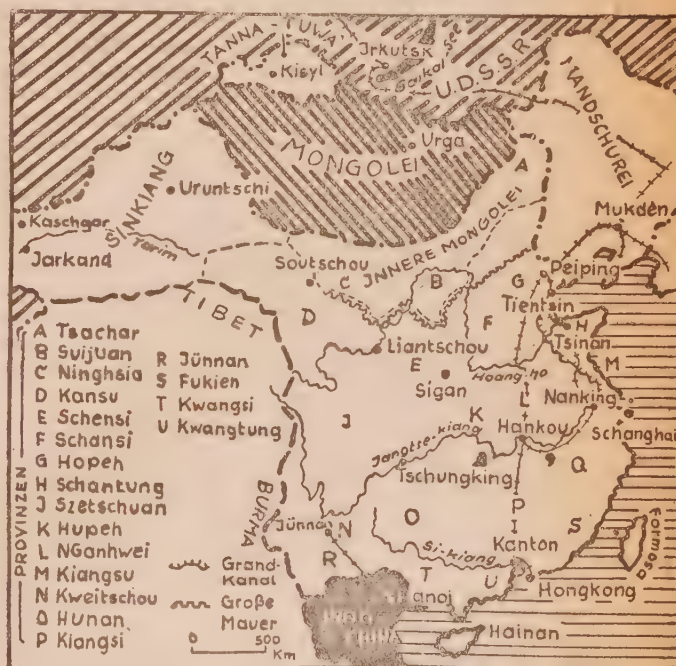 TANNA-TUWA
Irkutsk
Baikal see
U.D.S.S.R
Kisyl
MANDSCHUREI
MONGOLEI
Urga
A
SINKIANG
Uruntschi
Kaschgar
Tarim
Jarkand
INNERE MONGOLEI
Mukden
Soutschou
C
B
G
Peiping
TIBET
D
F
Tientsin
H
Tsinan
Liantschou
E
Sigan
Hoang-ho
M
L
Nanking
J
K
Hankou
Schanghai
Jangtse-kiang
Tschungking
Q
BURMA
O
P
I
S
Formosa
Jünnan
N
Si-kiang
Kanton
R
T
U
Hongkong
Hanoi
INDO-CHINA
Hainan
PROVINZEN
A Tsachar
B Suijuan
C Ninghsia
D Kansu
E Schensi
F Schansi
G Hopeh
H Schantung
J Szetschuan
K Hupeh
L NGanhwei
M Kiangsu
N Kweitschou
O Hunan
P Kiangsi
R Jünnan
S Fukien
T Kwangsi
U Kwangtung
Grand-
Kanal
Große
Mauer
0 500
Km